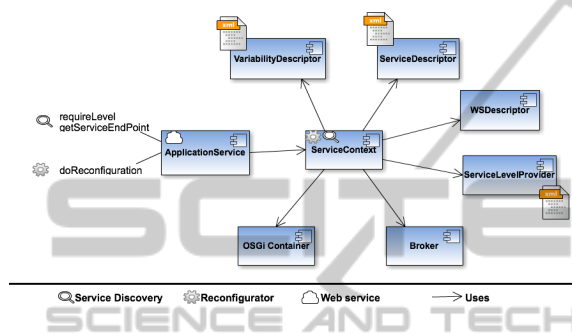 xml
xml
VariabilityDescriptor
ServiceDescriptor
requireLevel
getServiceEndPoint
WSDescriptor
ApplicationService
ServiceContext
doReconfiguration
ServiceLevelProvider
xml
OSGi Container
Broker
Service Discovery
Reconfigurator
Web service
Uses
SCITE
SCIENCE AND TECH